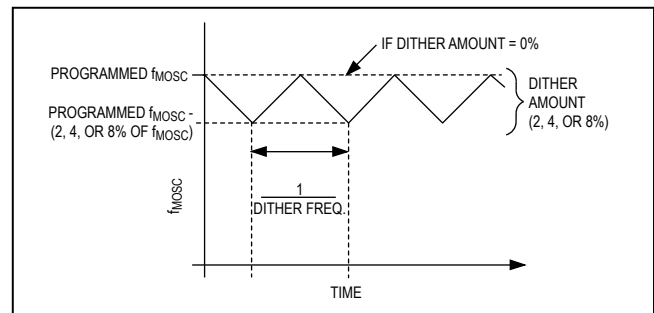 IF DITHER AMOUNT = 0%
PROGRAMMED fMOSC
DITHER
AMOUNT
(2, 4, OR 8%)
PROGRAMMED fMOSC -
(2, 4, OR 8% OF fMOSC)
1
DITHER FREQ.
fMOSC
TIME